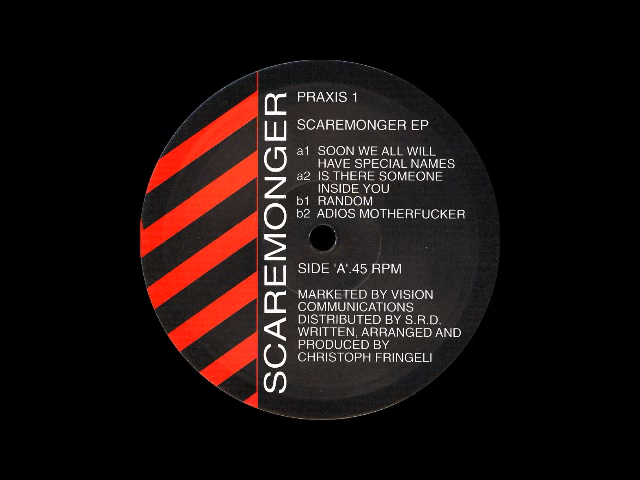 SCAREMONGER
PRAXIS 1
SCAREMONGER EP
a1 SOON WE ALL WILL
HAVE SPECIAL NAMES
a2 IS THERE SOMEONE
INSIDE YOU
b1 RANDOM
b2 ADIOS MOTHERFUCKER
SIDE 'A'.45 RPM
MARKETED BY VISION
COMMUNICATIONS
DISTRIBUTED BY S.R.D.
WRITTEN, ARRANGED AND
PRODUCED BY
CHRISTOPH FRINGELI